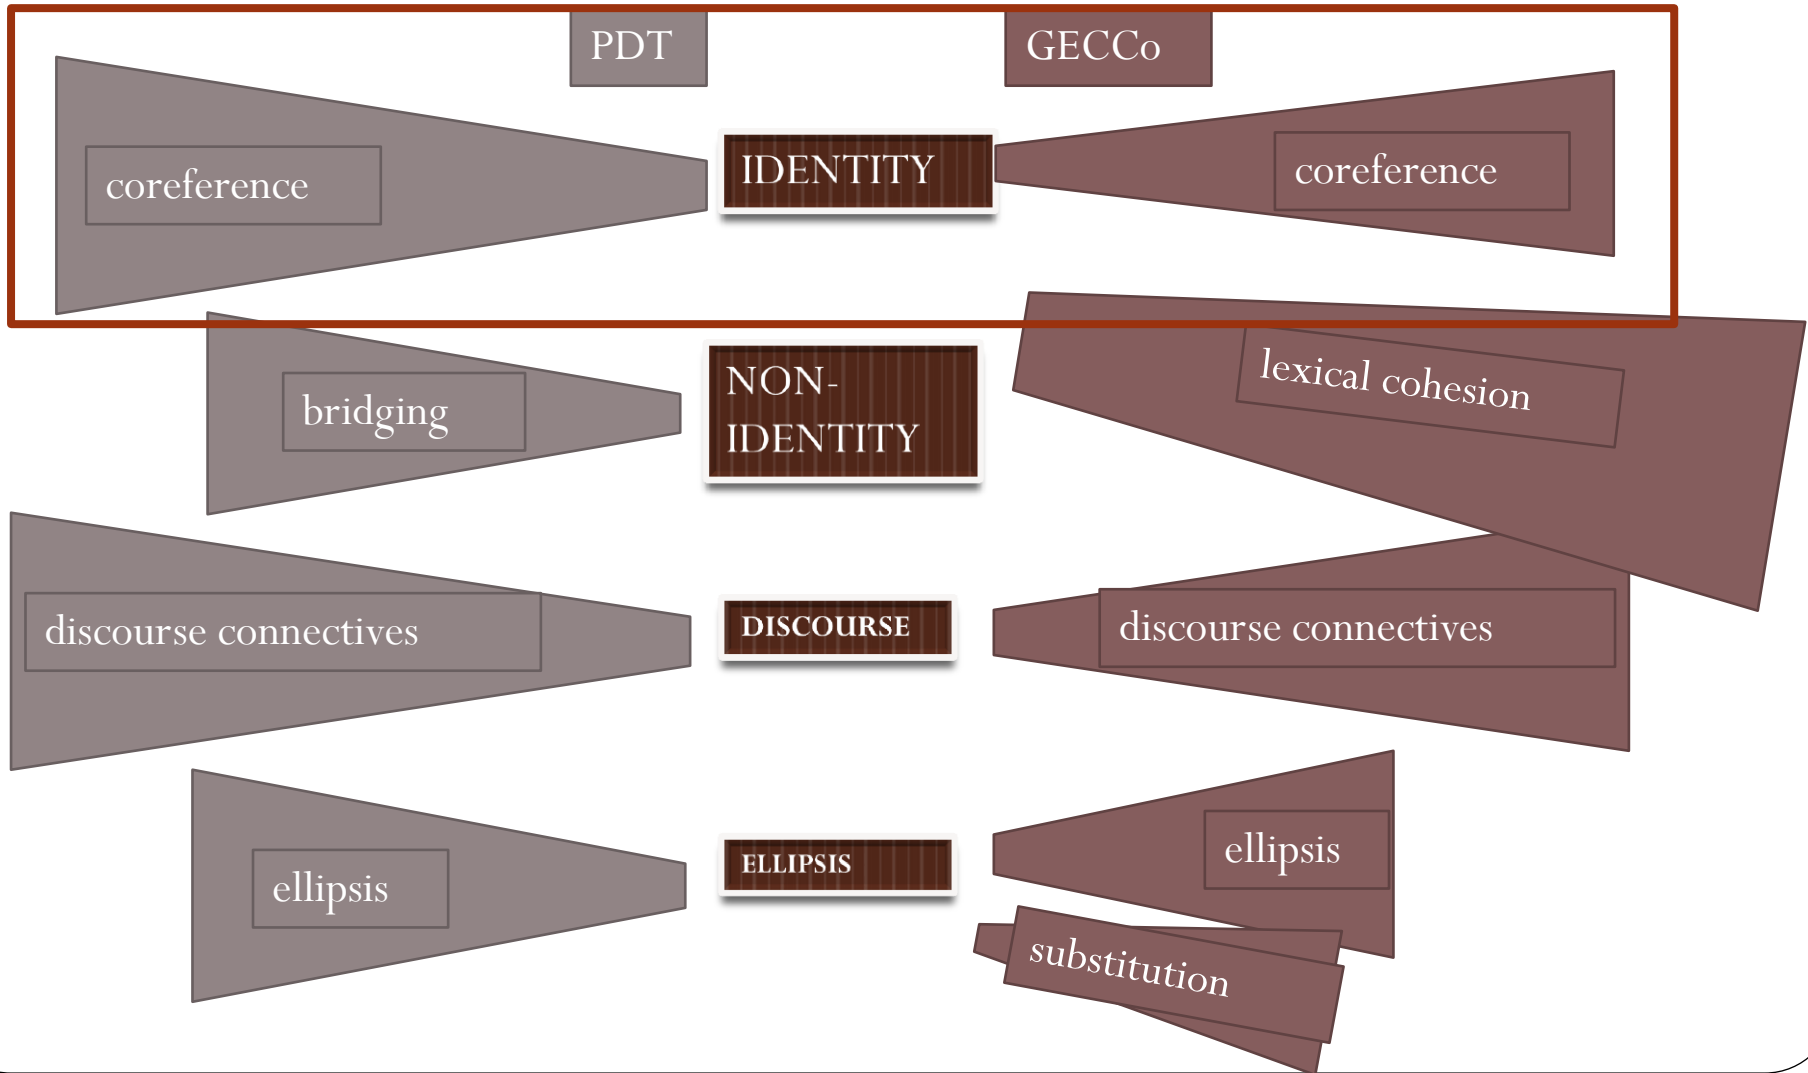 PDT
GECCo
coreference
IDENTITY
coreference
bridging
NON-
IDENTITY
lexical cohesion
discourse connectives
DISCOURSE
discourse connectives
ellipsis
ELLIPSIS
ellipsis
substitution